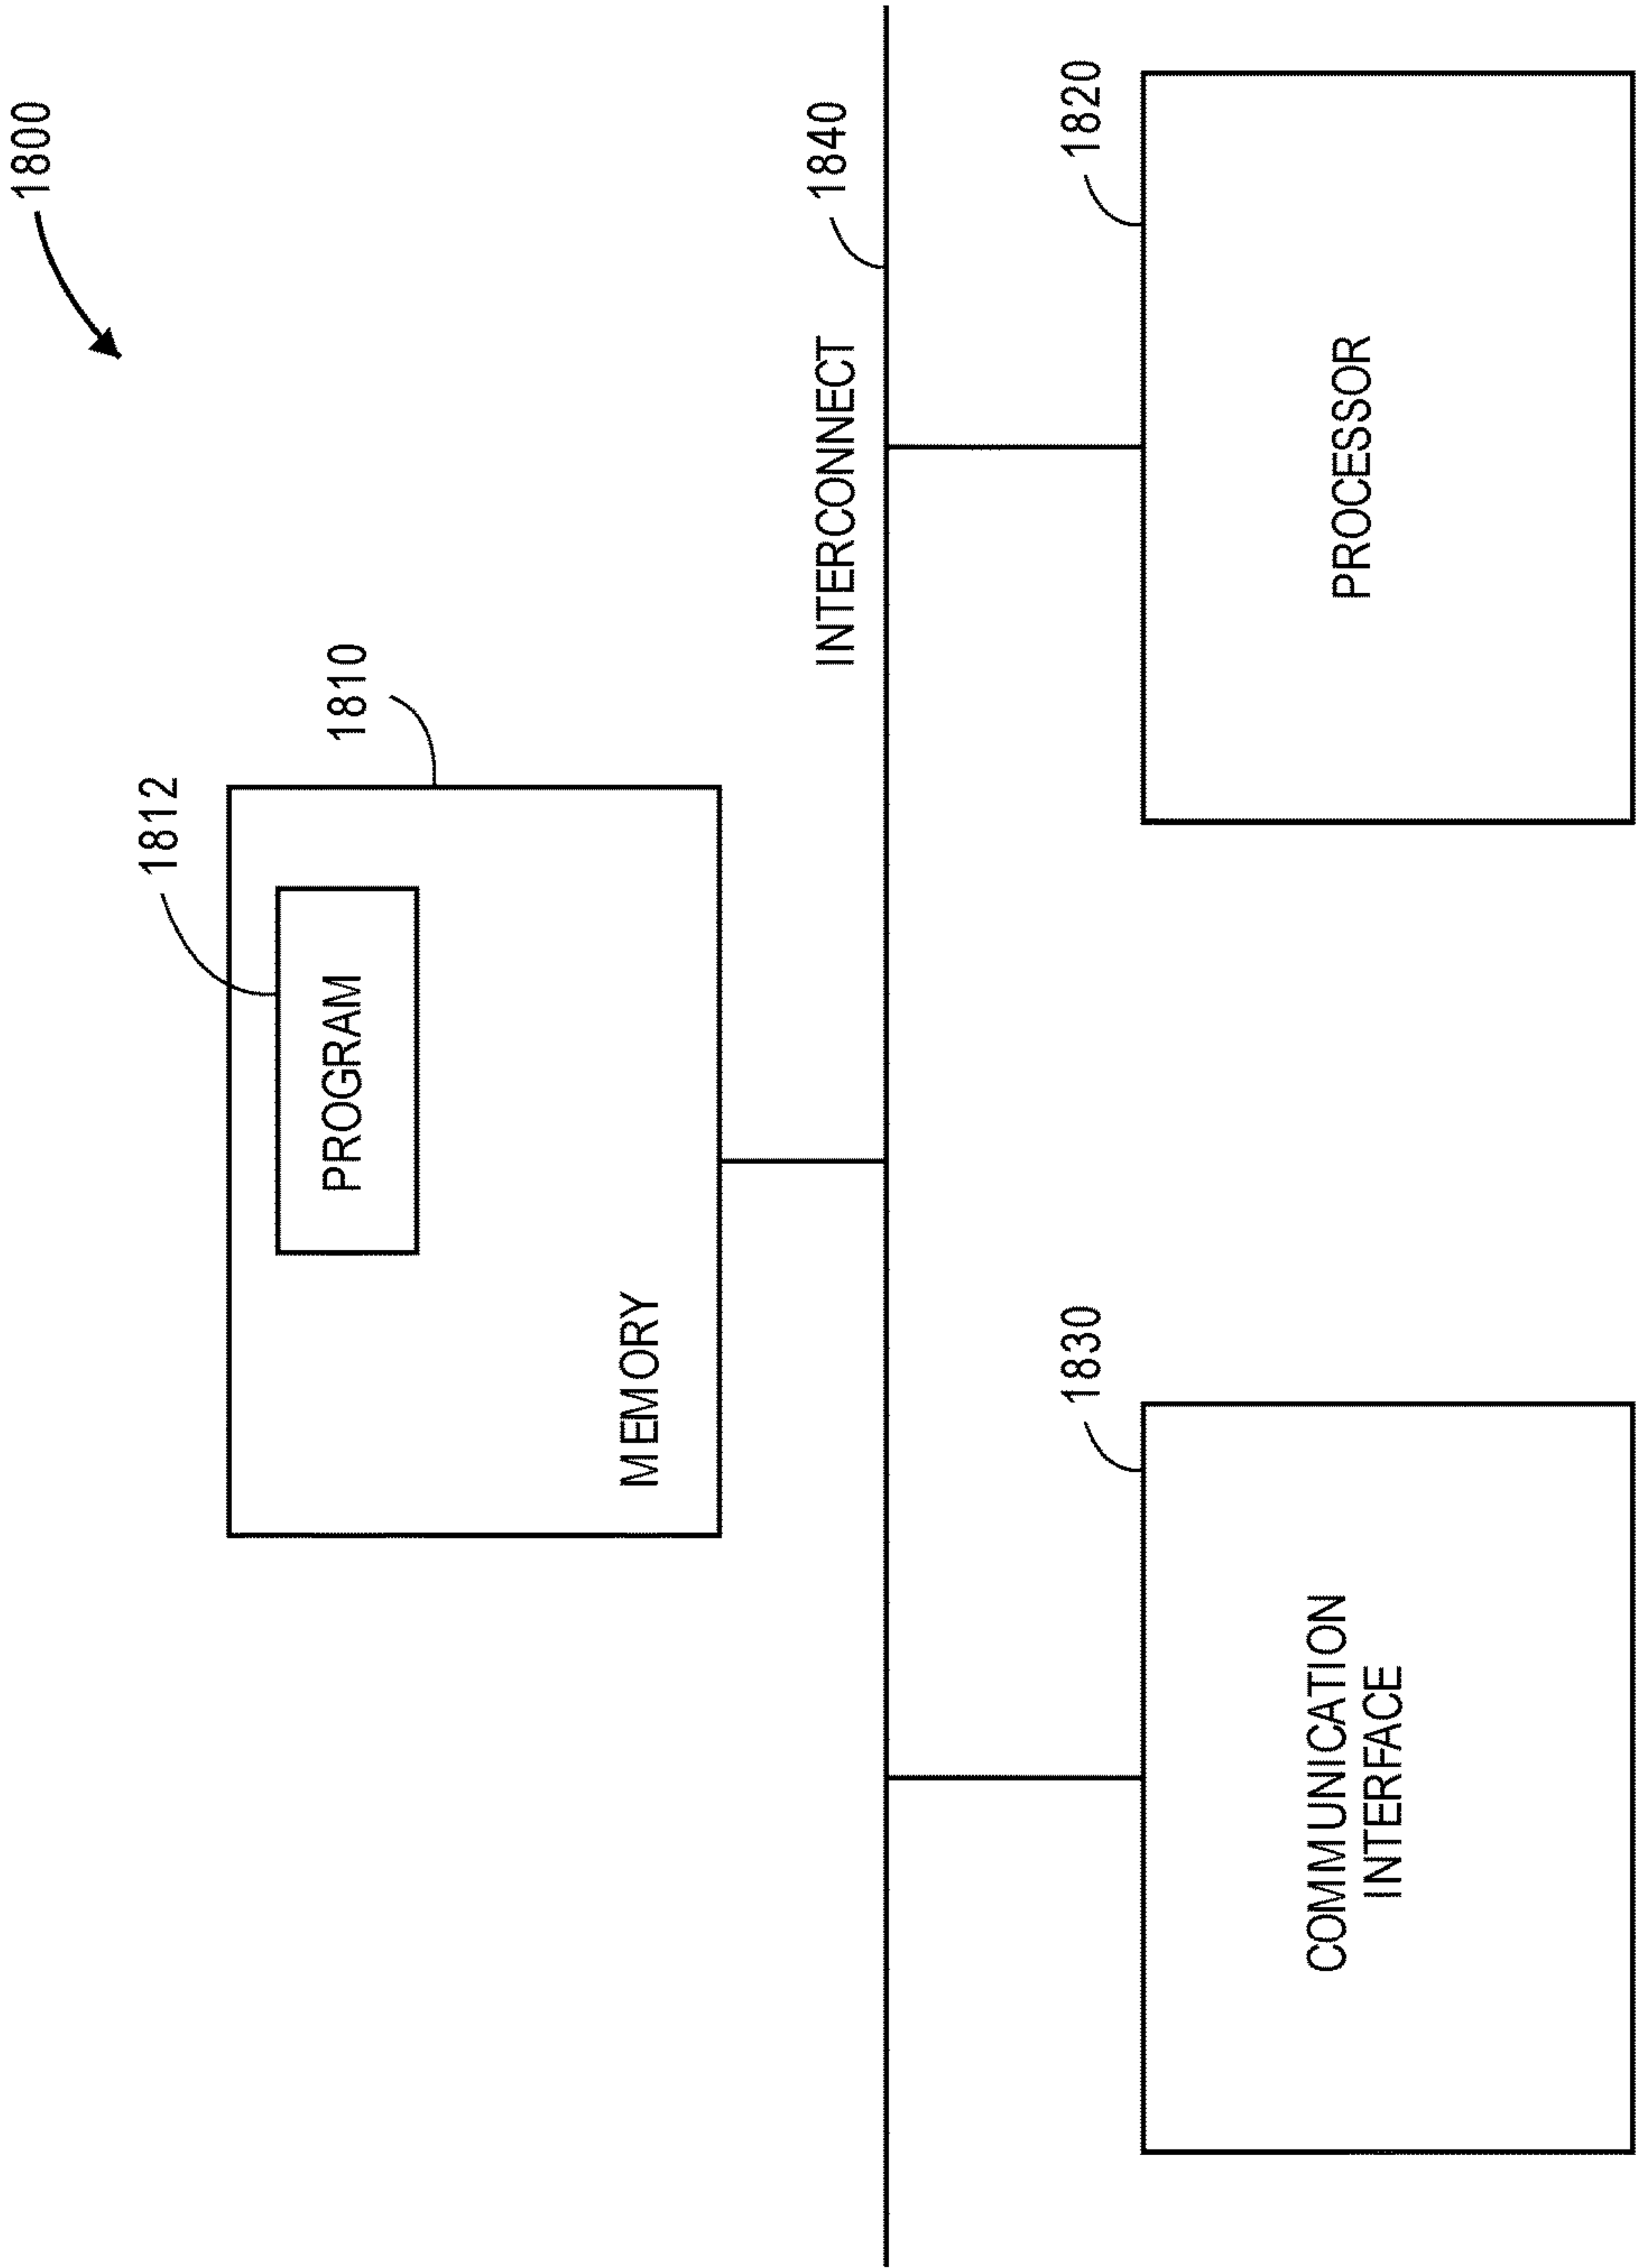 1800
1812
PROGRAM
1810
MEMORY
INTERCONNECT
1840
1830
COMMUNICATION
INTERFACE
1820
PROCESSOR